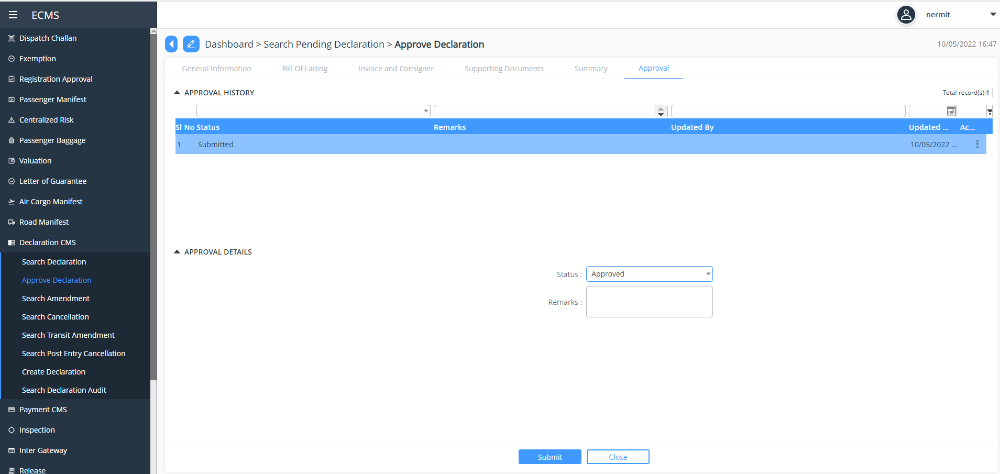 ECMS
nermit
Dispatch Challan
Exemption
Registration Approval
Passenger Manifest
Centralized Risk
Passenger Baggage
Valuation
Letter of Guarantee
Air Cargo Manifest
Road Manifest
Declaration CMS
Search Declaration
Approve Declaration
Search Amendment
Search Cancellation
Search Transit Amendment
Search Post Entry Cancellation
Create Declaration
Search Declaration Audit
Payment CMS
Inspection
Inter Gateway
Release
Dashboard > Search Pending Declaration > Approve Declaration
10/05/2022 16:47
General Information Bill Of Lading Invoice and Consigner Supporting Documents Summary Approval
APPROVAL HISTORY
Total record(s):1
Sl No Status Remarks Updated By Updated ... Ac...
1 Submitted 10/05/2022 ...
APPROVAL DETAILS
Status : Approved
Remarks :
Submit Close